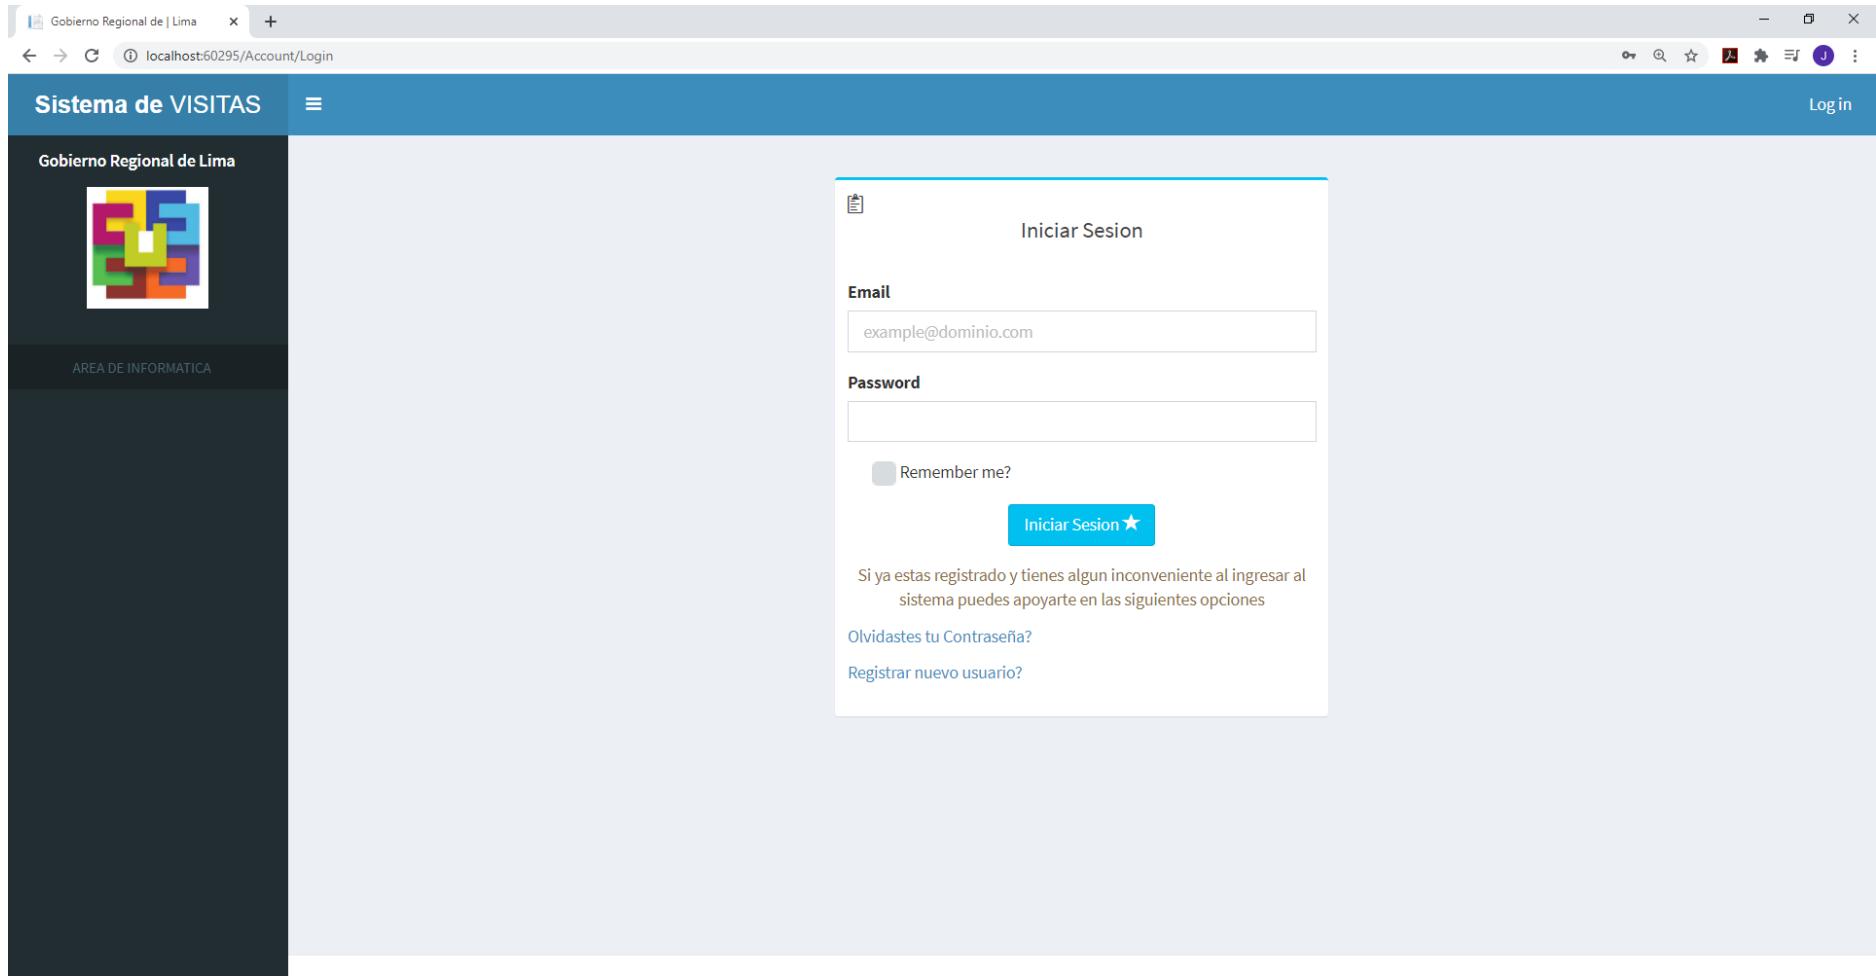 Gobierno Regional de | Lima
localhost:60295/Account/Login
J
Sistema de VISITAS
Log in
Gobierno Regional de Lima
AREA DE INFORMATICA
Iniciar Sesion
Email
example@dominio.com
Password
Remember me?
Iniciar Sesion
Si ya estas registrado y tienes algun inconveniente al ingresar al
sistema puedes apoyarte en las siguientes opciones
Olvidastes tu Contraseña?
Registrar nuevo usuario?